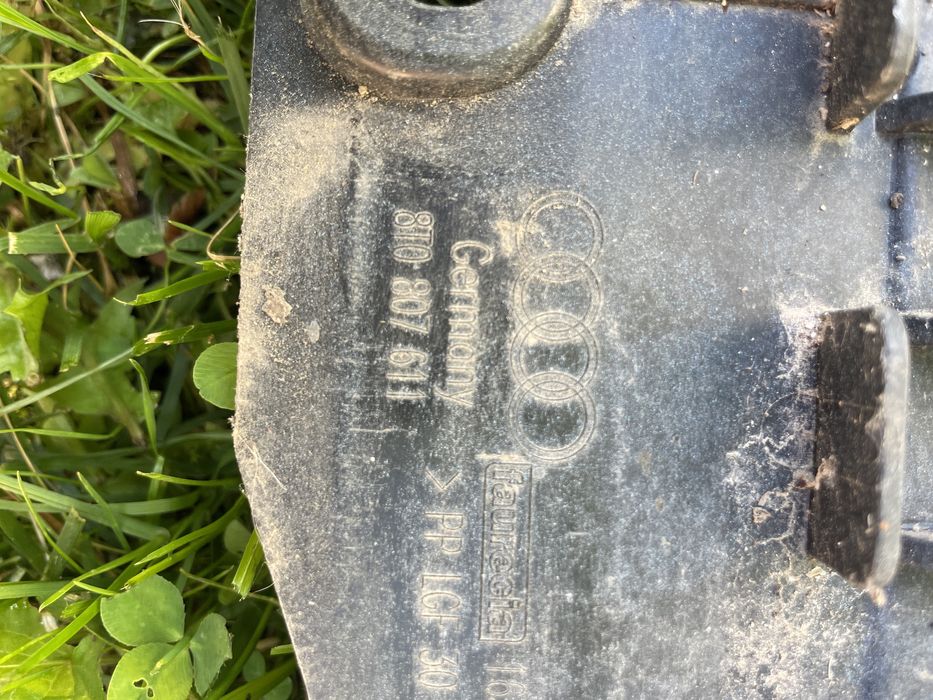 Germany
8T0 807 611
faurecia
> PP LGF 30